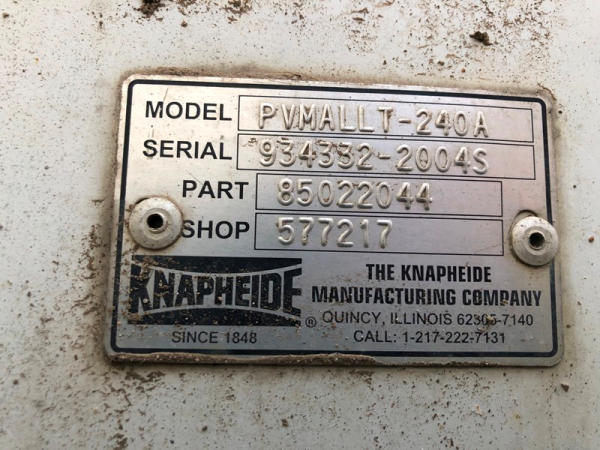 MODEL PVMALLT-240A
SERIAL 934332-2004S
PART 85022044
SHOP 577217
KNAPHEIDE ®
SINCE 1848
THE KNAPHEIDE
MANUFACTURING COMPANY
QUINCY, ILLINOIS 62305-7140
CALL: 1-217-222-7131